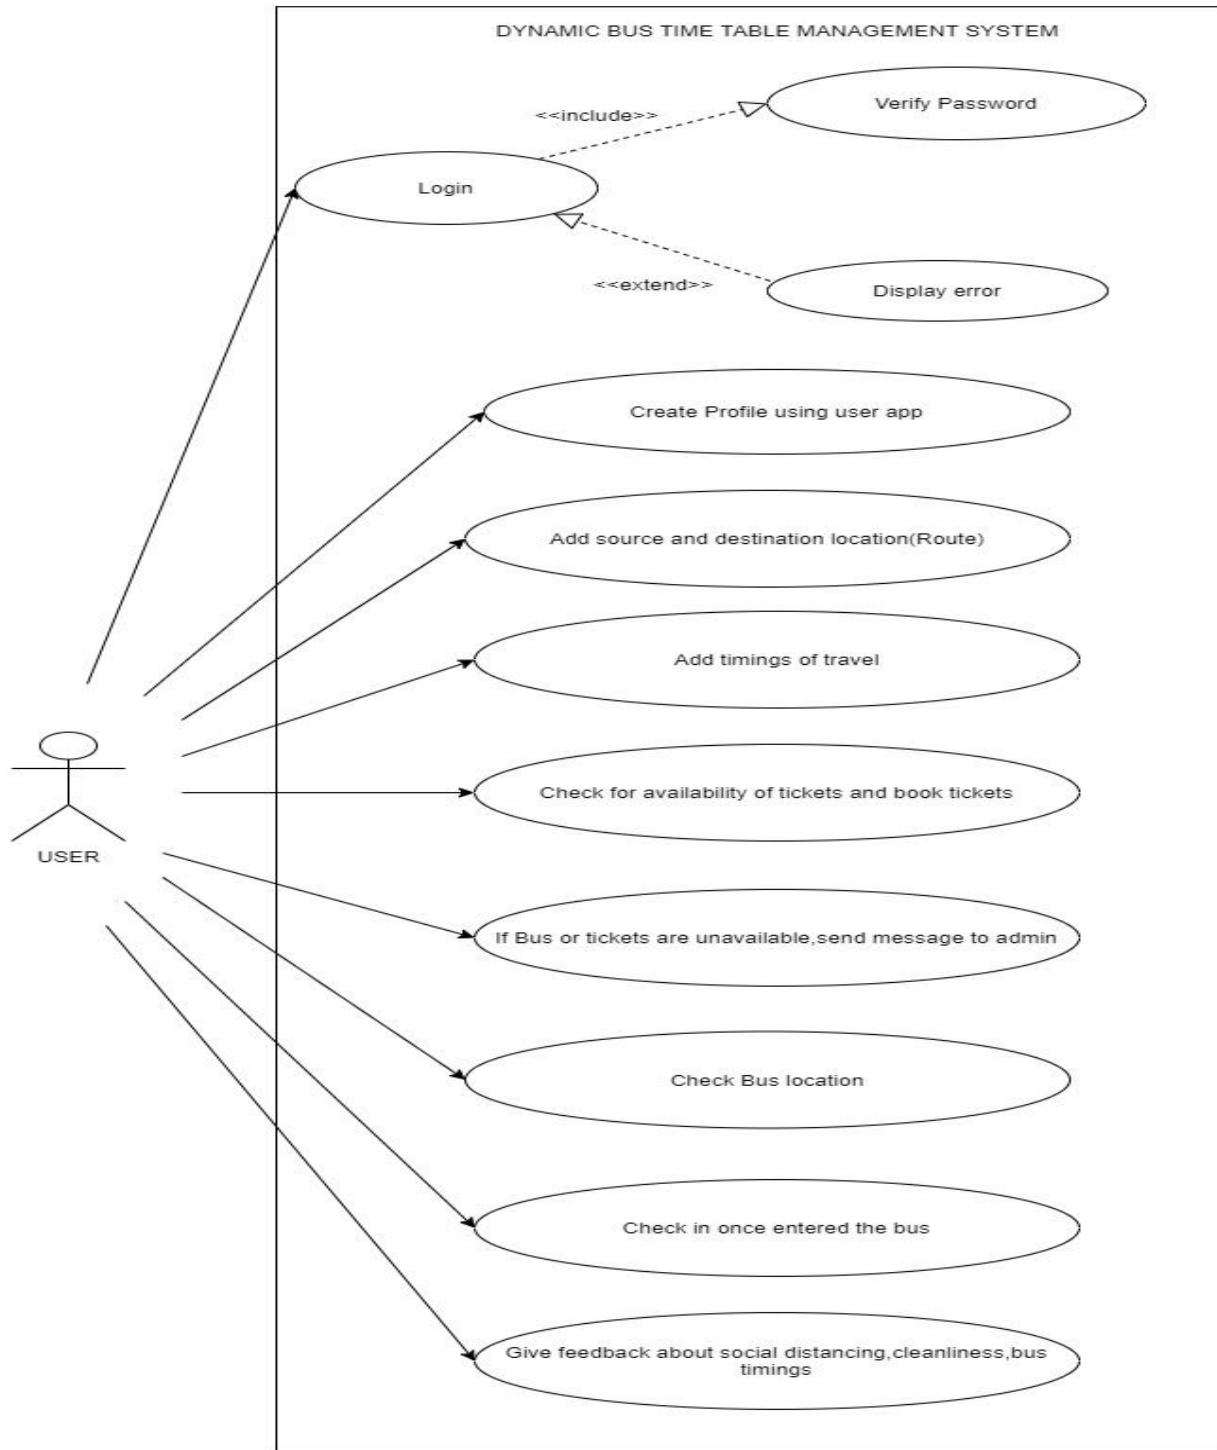 DYNAMIC BUS TIME TABLE MANAGEMENT SYSTEM
Verify Password
<<include>>
Login
<<extend>>
Display error
Create Profile using user app
Add source and destination location(Route)
Add timings of travel
Check for availability of tickets and book tickets
USER
If Bus or tickets are unavailable,send message to admin
Check Bus location
Check in once entered the bus
Give feedback about social distancing,cleanliness,bus
timings